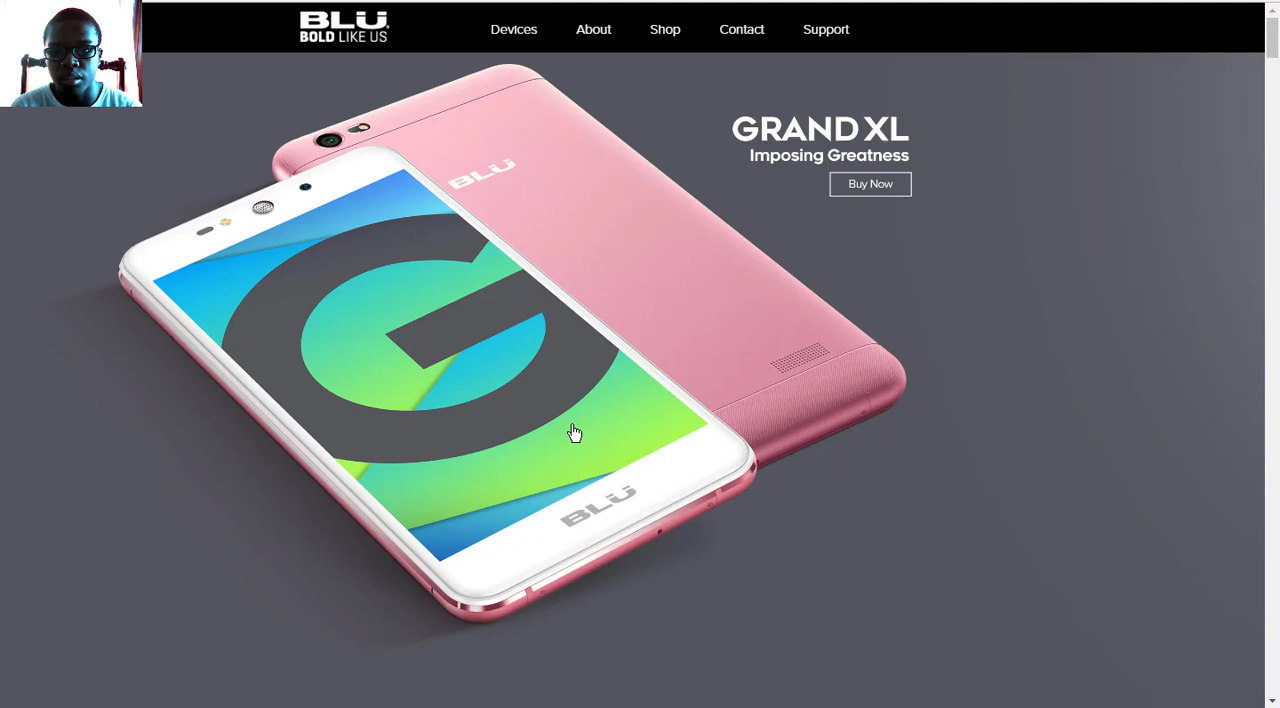 BLU
BOLD LIKE US
Devices
About
Shop
Contact
Support
GRAND XL
Imposing Greatness
Buy Now
BLU
G
BLU